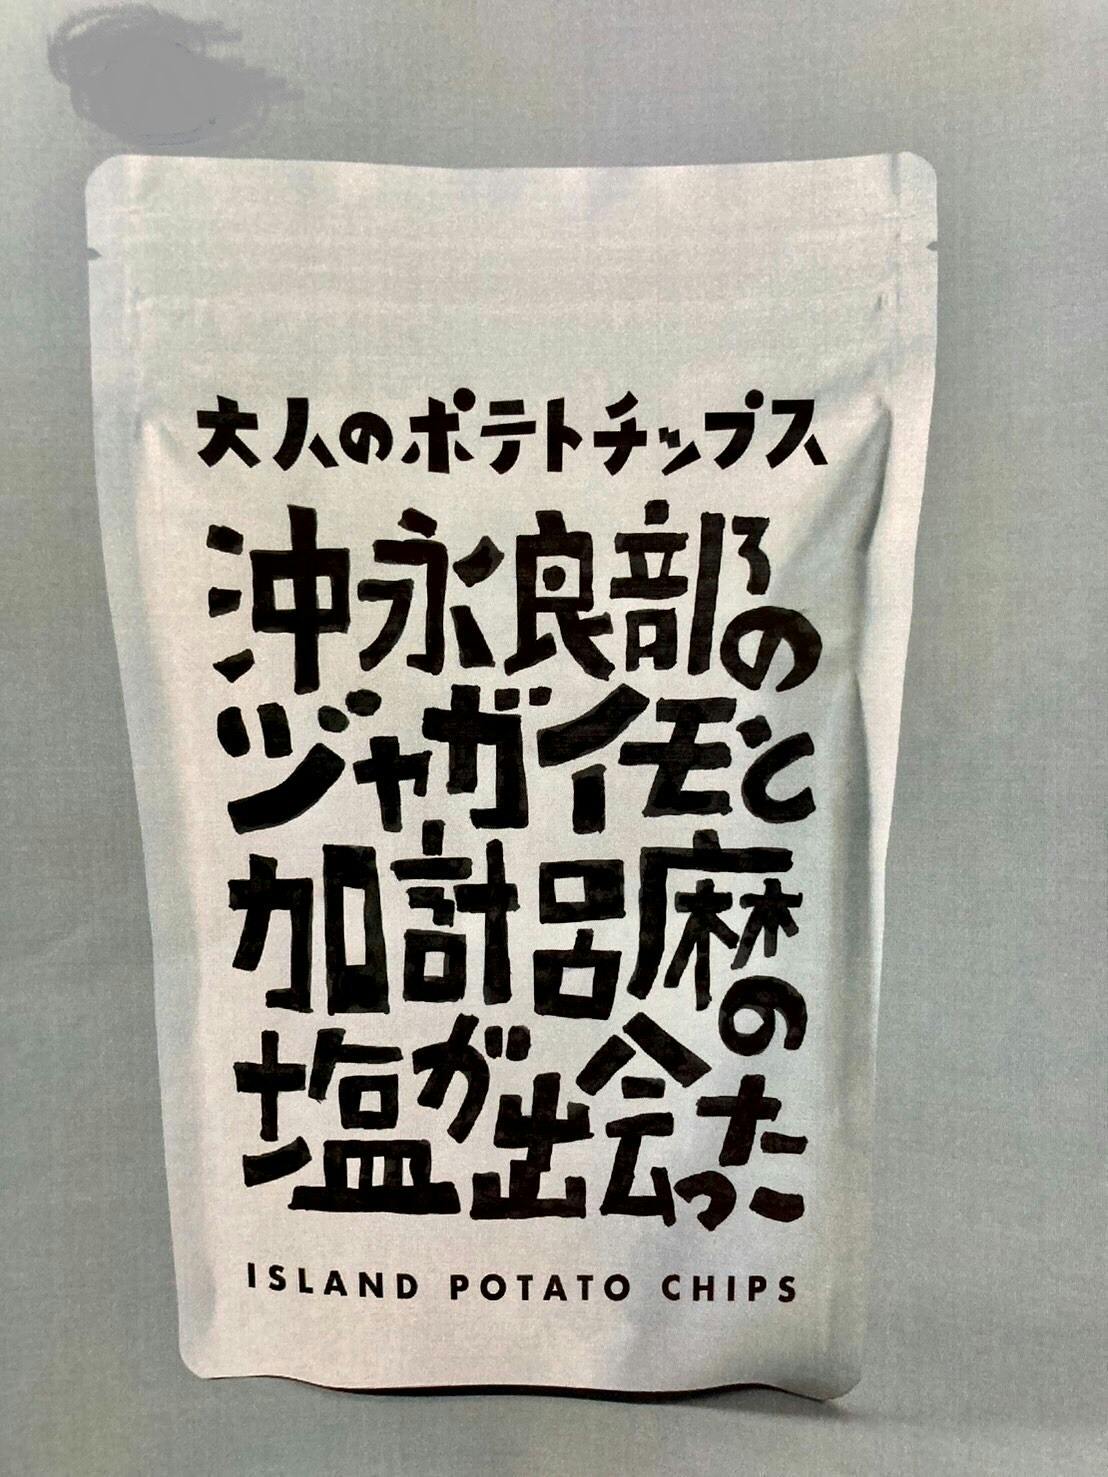 大人のポテトチップス
沖永良部の
ジャガイモと
加計呂麻の
塩が出会った
ISLAND POTATO CHIPS